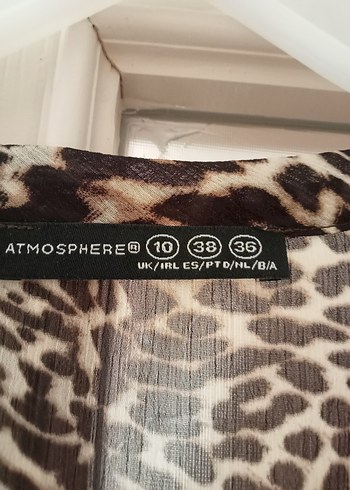 ATMOSPHERE® 10 38 36
UK/IRL ES/PT D/NL/B/A